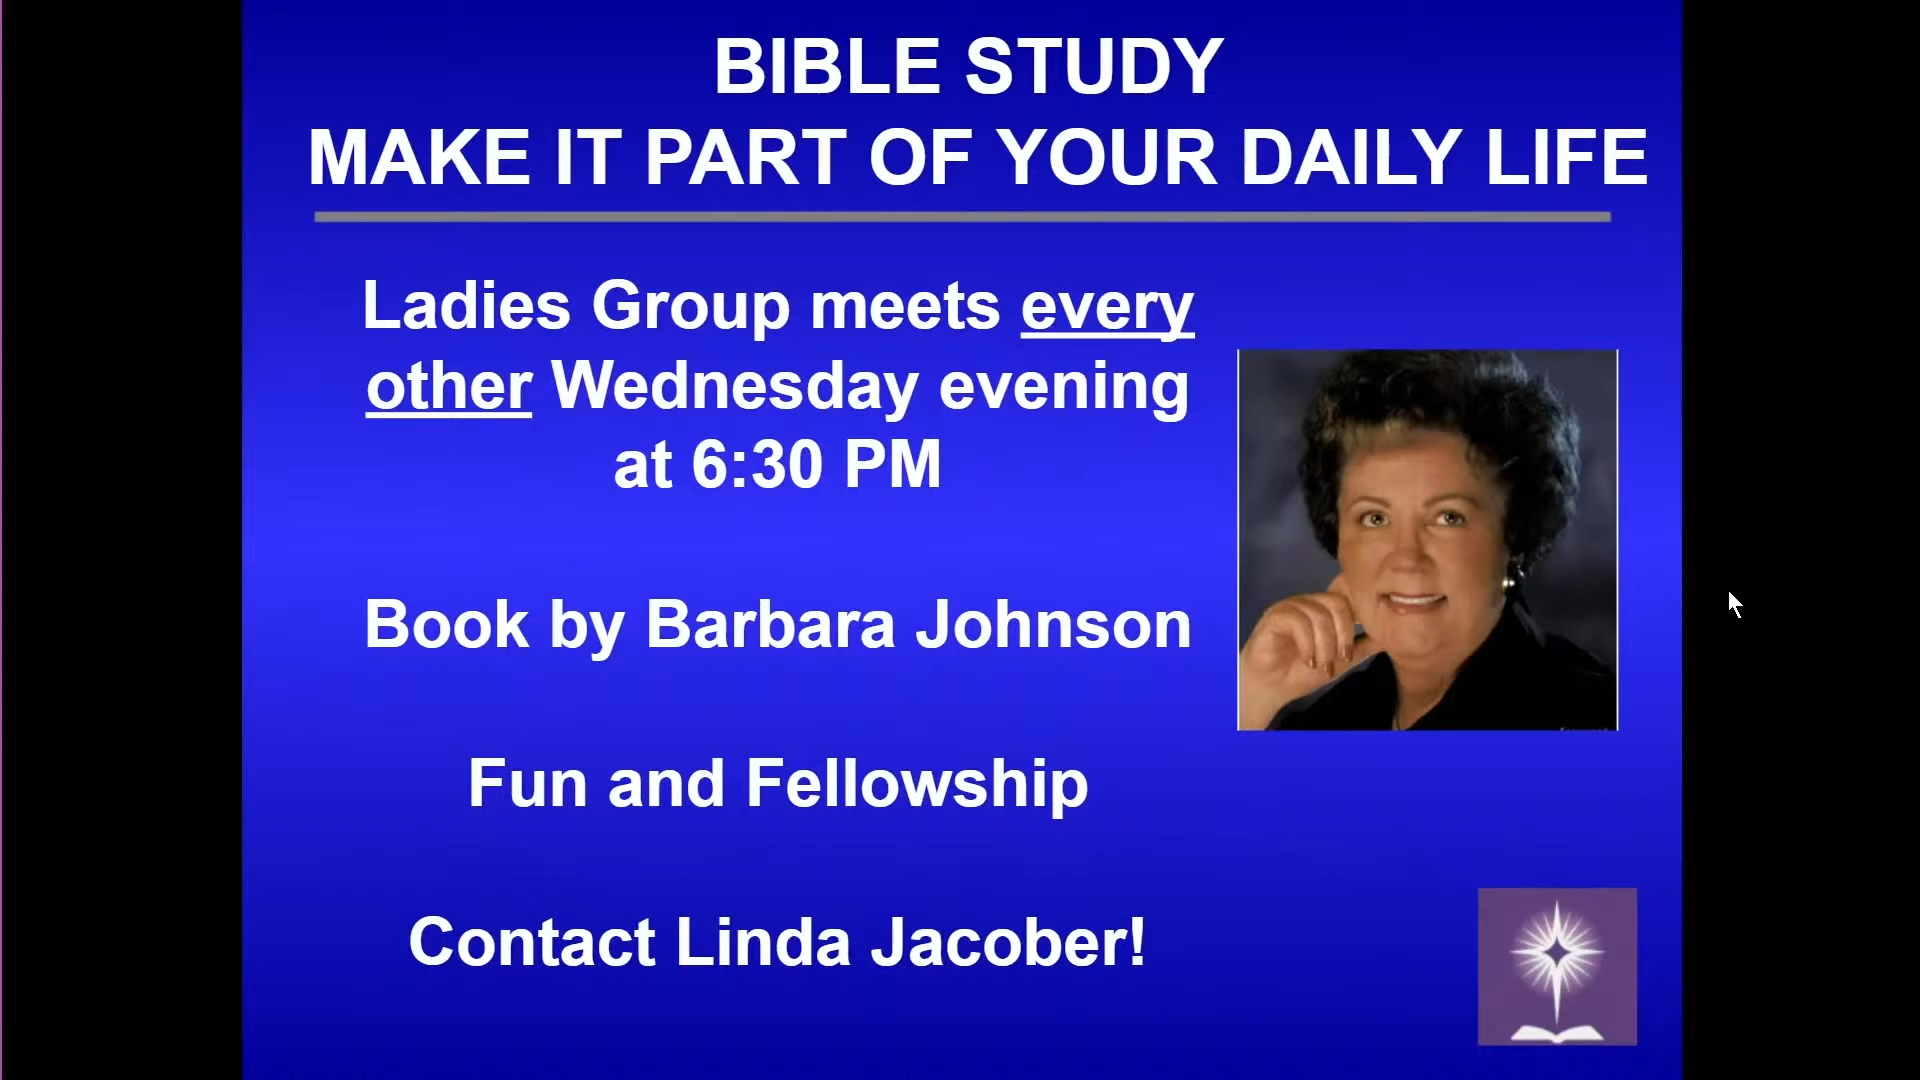 BIBLE STUDY
MAKE IT PART OF YOUR DAILY LIFE
Ladies Group meets every
other Wednesday evening
at 6:30 PM
Book by Barbara Johnson
Fun and Fellowship
Contact Linda Jacober!